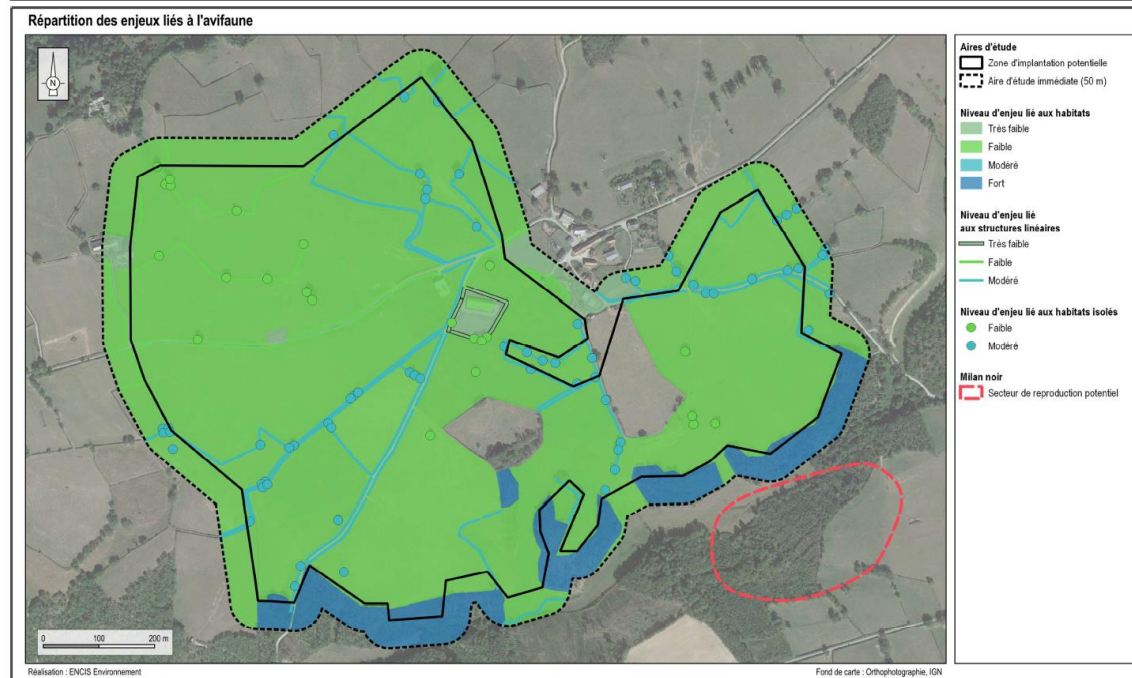 Répartition des enjeux liés à l'avifaune
N
0 100 200 m
Réalisation : ENCIS Environnement
Fond de carte : Orthophotographie, IGN
Aires d'étude
Zone d'implantation potentielle
Aire d'étude immédiate (50 m)
Niveau d'enjeu lié aux habitats
Très faible
Faible
Modéré
Fort
Niveau d'enjeu lié
aux structures linéaires
Très faible
Faible
Modéré
Niveau d'enjeu lié aux habitats isolés
Faible
Modéré
Milan noir
Secteur de reproduction potentiel